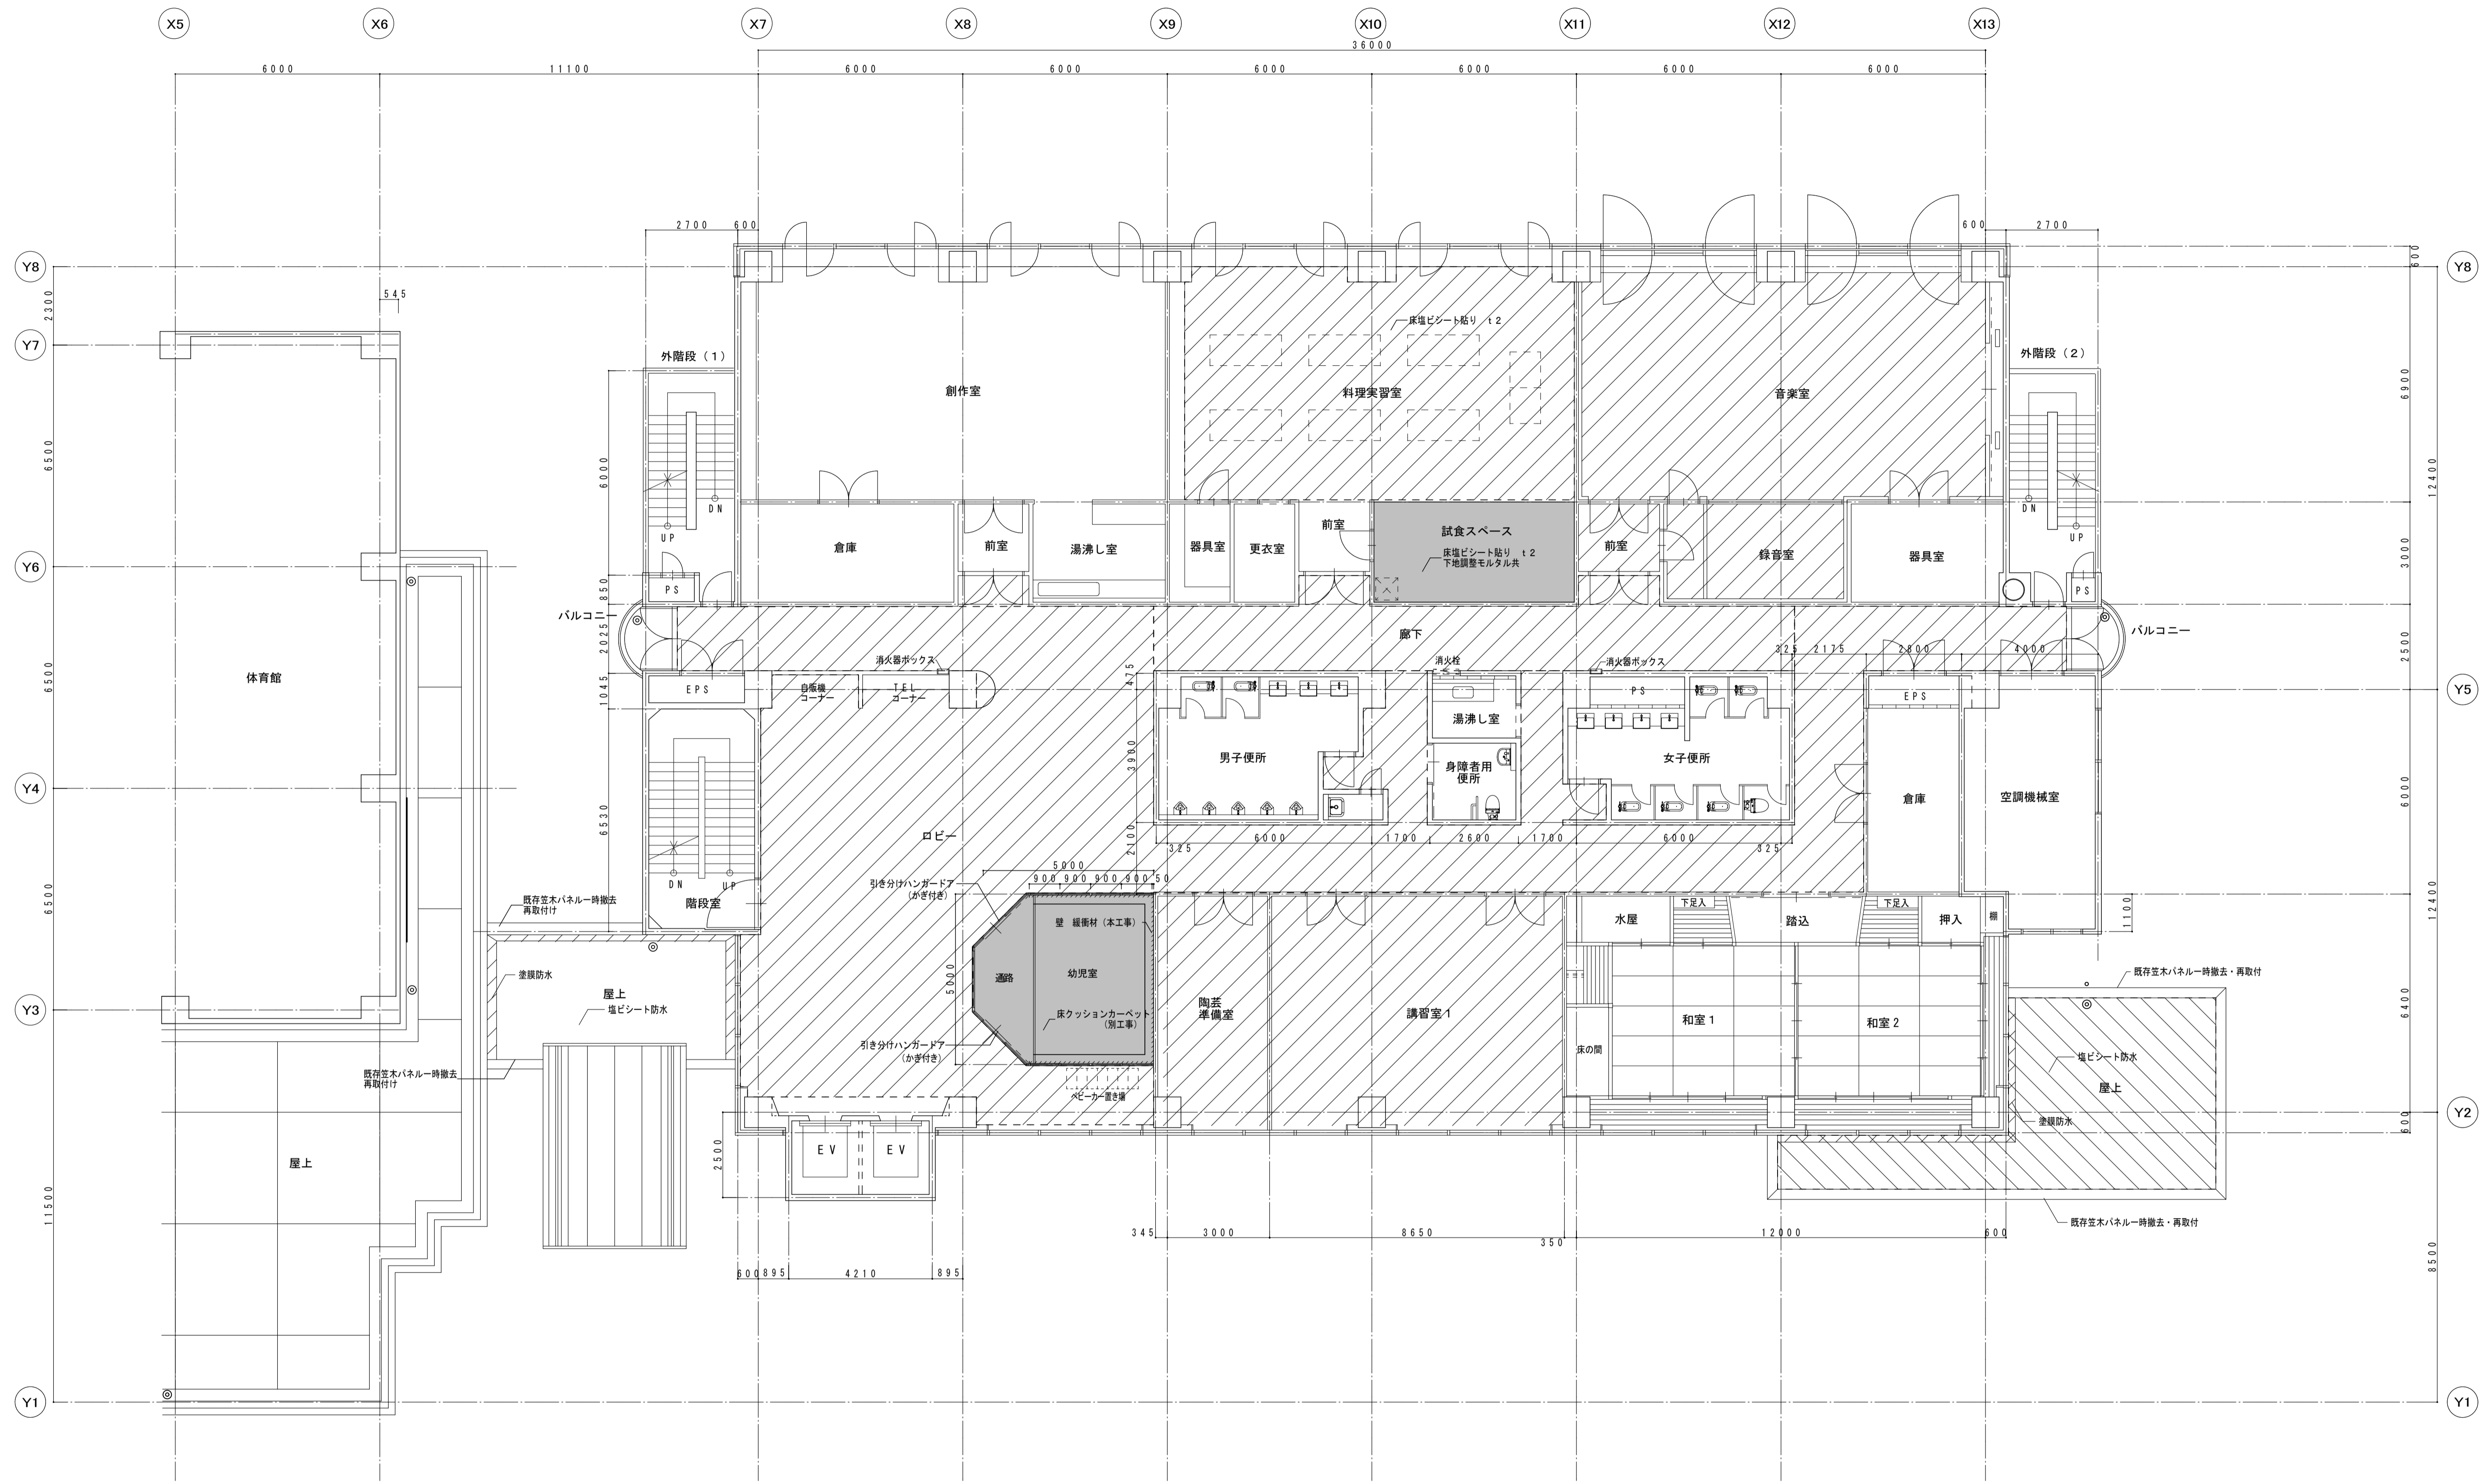 X5
X6
X7
X8
X9
X10
X11
X12
X13
36000
6000
11100
6000
6000
6000
6000
6000
6000
2700
600
600
2700
Y8
Y8
600
2300
545
Y7
外階段（1）
外階段（2）
床塩ビシート貼り t2
創作室
料理実習室
音楽室
6900
6500
6000
12400
DN
UP
DN
UP
倉庫
前室
湯沸し室
器具室
更衣室
前室
試食スペース
床塩ビシート貼り t2
下地調整モルタル共
前室
録音室
器具室
3000
Y6
850
PS
PS
バルコニー
バルコニー
2025
廊下
2500
消火器ボックス
消火栓
消火器ボックス
325
2175
2800
4000
体育館
6500
1045
EPS
自販機
コーナー
TEL
コーナー
475
PS
EPS
Y5
湯沸し室
男子便所
身障者用
便所
女子便所
3900
Y4
倉庫
空調機械室
6000
6530
ロビー
2100
325
6000
1700
2600
1700
6000
325
5000
900
900
900
900
50
DN
UP
引き分けハンガードア
（かぎ付き）
階段室
既存笠木パネル一時撤去
再取付け
6500
12400
1100
壁 緩衝材（本工事）
水屋
下足入
踏込
下足入
押入
棚
塗膜防水
通路
幼児室
5000
既存笠木パネル一時撤去・再取付
屋上
塩ビシート防水
Y3
陶芸
準備室
講習室1
床クッションカーペット
（別工事）
和室1
和室2
6400
引き分けハンガードア
（かぎ付き）
床の間
塩ビシート防水
屋上
既存笠木パネル一時撤去
再取付け
ベビーカー置き場
Y2
塗膜防水
600
2500
EV
EV
屋上
11500
345
3000
8650
350
12000
600
既存笠木パネル一時撤去・再取付
8500
600
895
4210
895
Y1
Y1